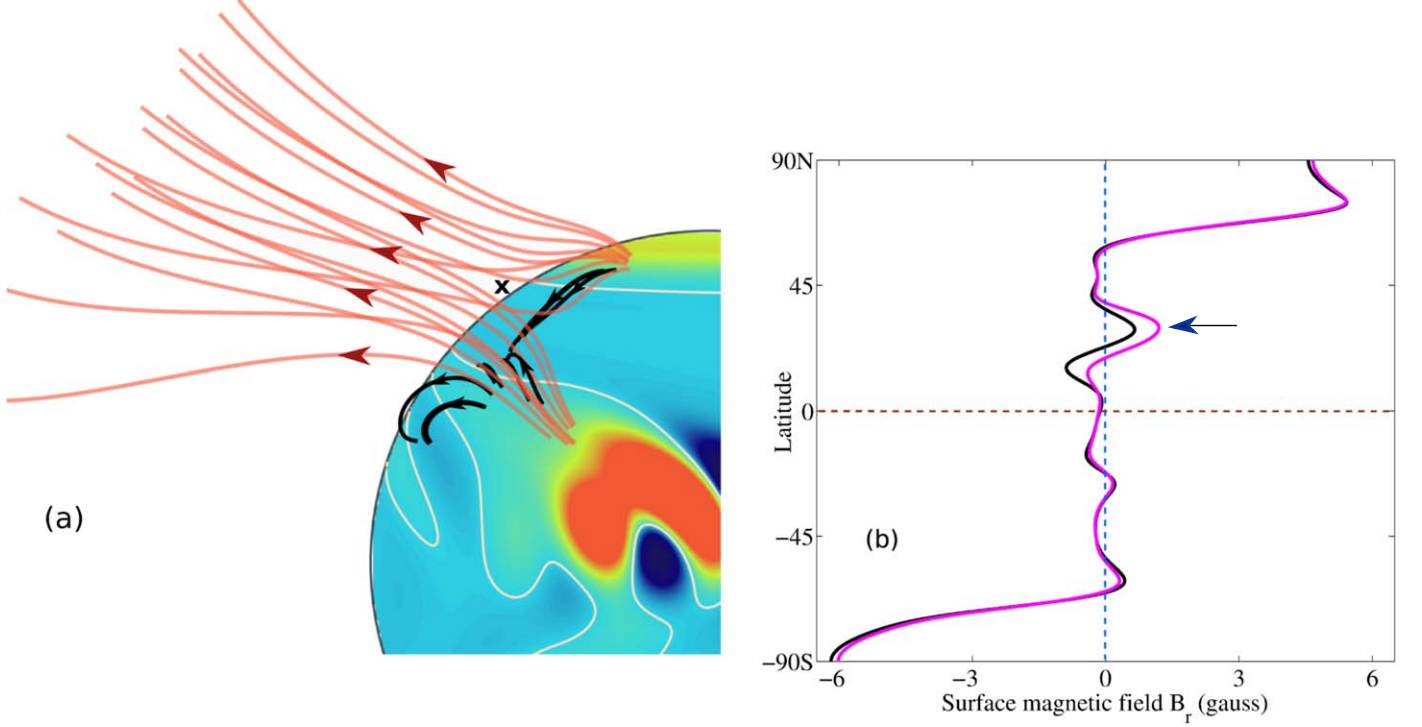 x
(a)
90N
45
0
−45
−90S
Latitude
(b)
−6
−3
0
3
6
Surface magnetic field B_r (gauss)